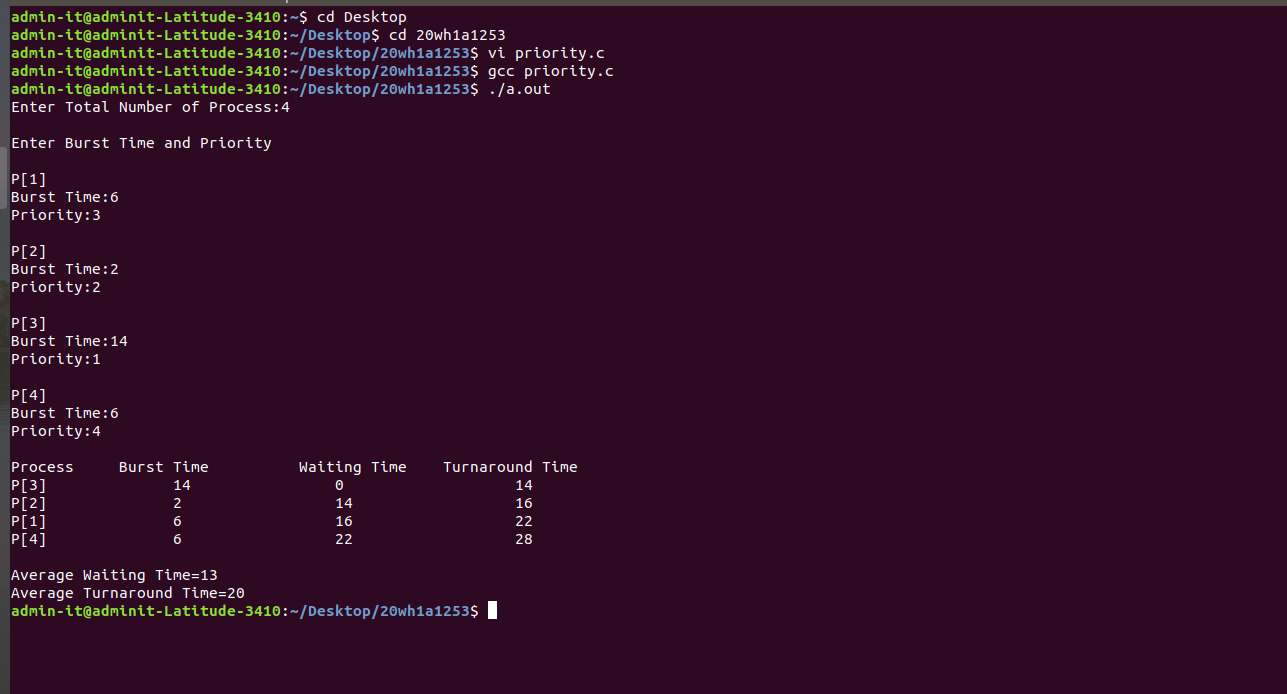 admin-it@adminit-Latitude-3410:~$ cd Desktop
admin-it@adminit-Latitude-3410:~/Desktop$ cd 20wh1a1253
admin-it@adminit-Latitude-3410:~/Desktop/20wh1a1253$ vi priority.c
admin-it@adminit-Latitude-3410:~/Desktop/20wh1a1253$ gcc priority.c
admin-it@adminit-Latitude-3410:~/Desktop/20wh1a1253$ ./a.out
Enter Total Number of Process:4
Enter Burst Time and Priority
P[1]
Burst Time:6
Priority:3
P[2]
Burst Time:2
Priority:2
P[3]
Burst Time:14
Priority:1
P[4]
Burst Time:6
Priority:4
Process Burst Time Waiting Time Turnaround Time
P[3] 14 0 14
P[2] 2 14 16
P[1] 6 16 22
P[4] 6 22 28
Average Waiting Time=13
Average Turnaround Time=20
admin-it@adminit-Latitude-3410:~/Desktop/20wh1a1253$